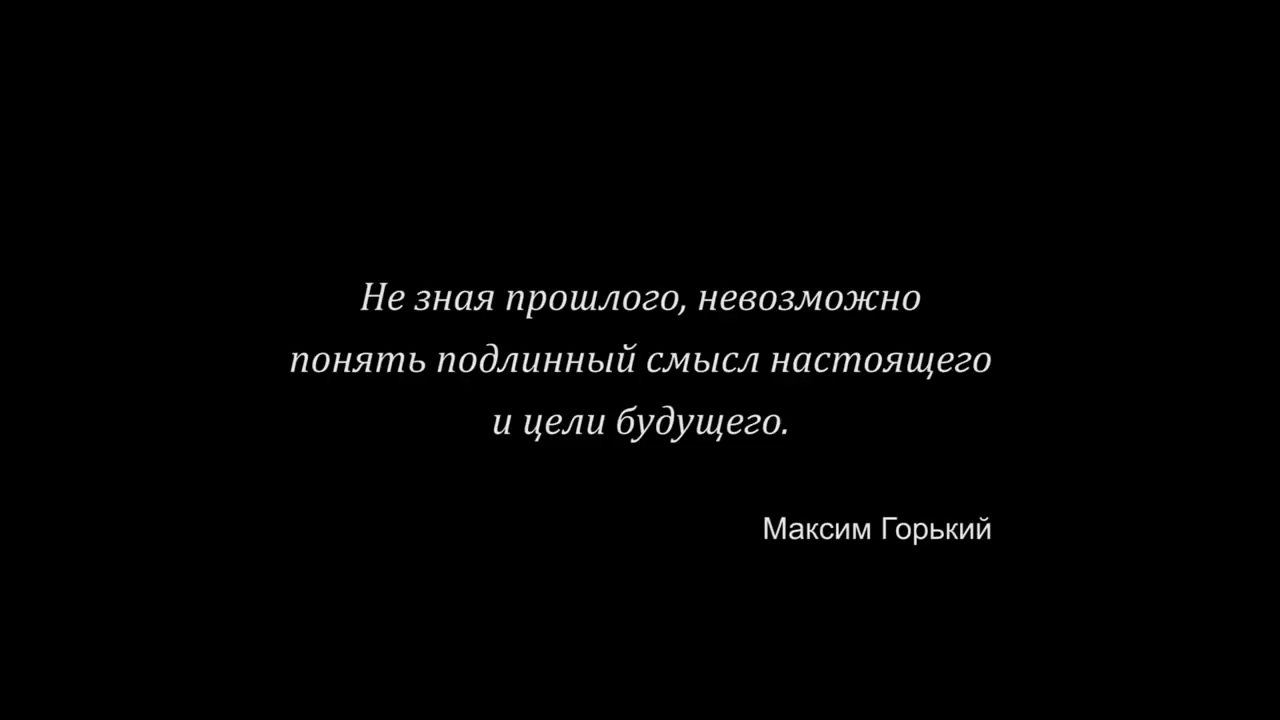 Не зная прошлого, невозможно
понять подлинный смысл настоящего
и цели будущего.
Максим Горький